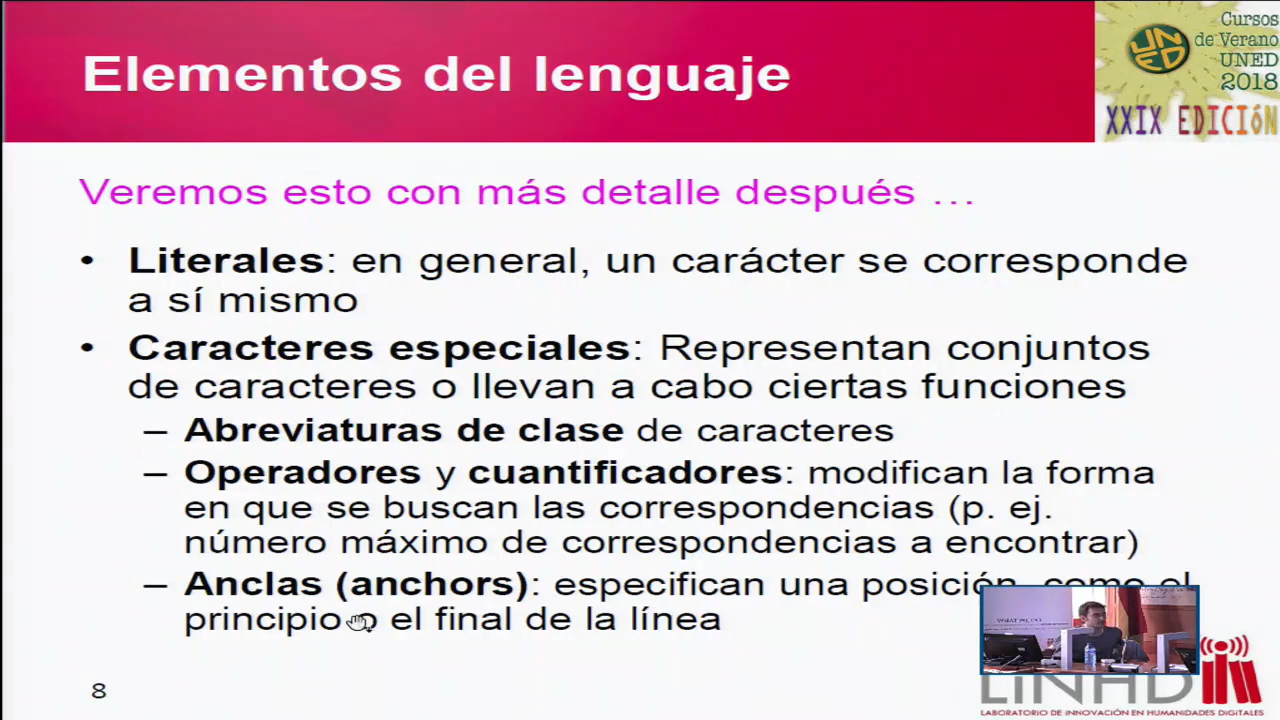 Elementos del lenguaje
Cursos
de Verano
UNED
2018
XXIX EDICIÓN
Veremos esto con más detalle después …
• Literales: en general, un carácter se corresponde
a sí mismo
• Caracteres especiales: Representan conjuntos
de caracteres o llevan a cabo ciertas funciones
– Abreviaturas de clase de caracteres
– Operadores y cuantificadores: modifican la forma
en que se buscan las correspondencias (p. ej.
número máximo de correspondencias a encontrar)
– Anclas (anchors): especifican una posición, como el
principio o el final de la línea
8
LINHD
LABORATORIO DE INNOVACIÓN EN HUMANIDADES DIGITALES